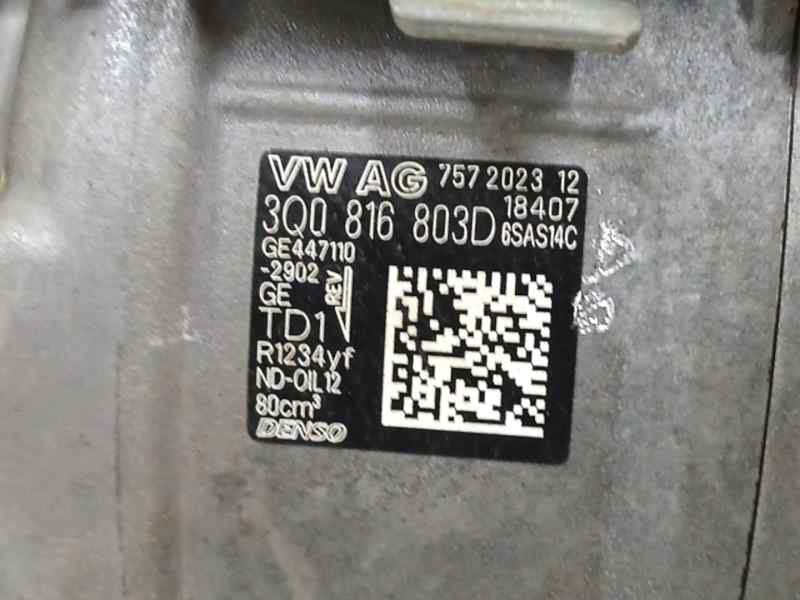 VW AG 757 2023 12
18407
3Q0 816 803D 6SAS14C
GE447110
-2902
GE
REV
TD1
R1234yf
ND-OIL12
80cm³
DENSO